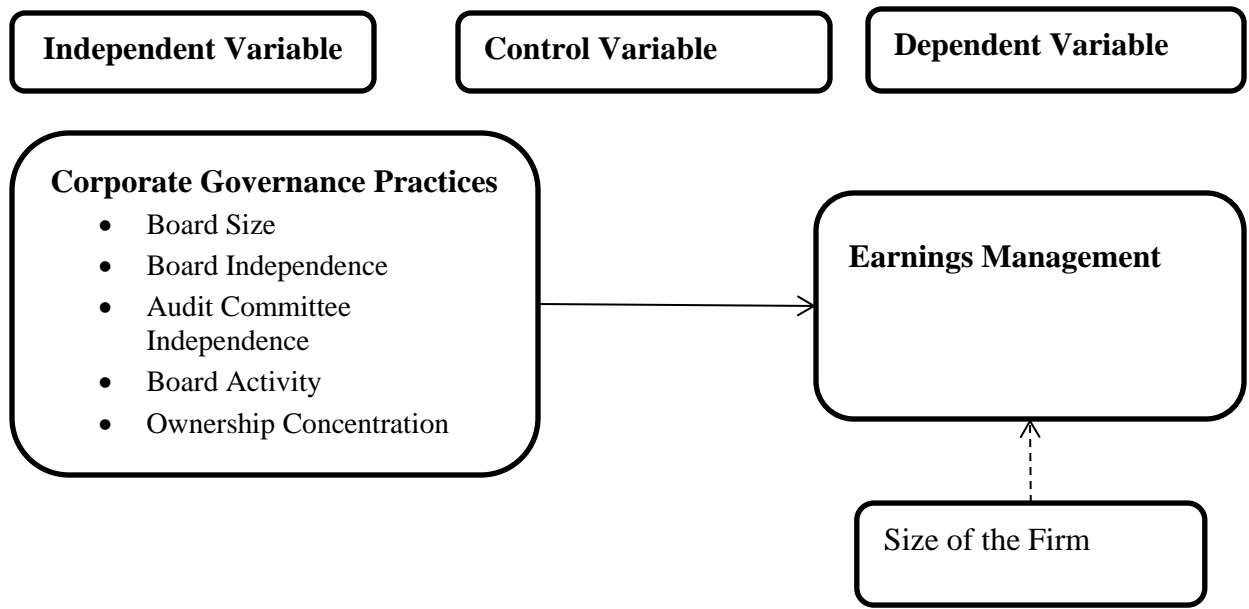 Independent Variable
Control Variable
Dependent Variable
Corporate Governance Practices
• Board Size
• Board Independence
• Audit Committee
Independence
• Board Activity
• Ownership Concentration
Earnings Management
Size of the Firm